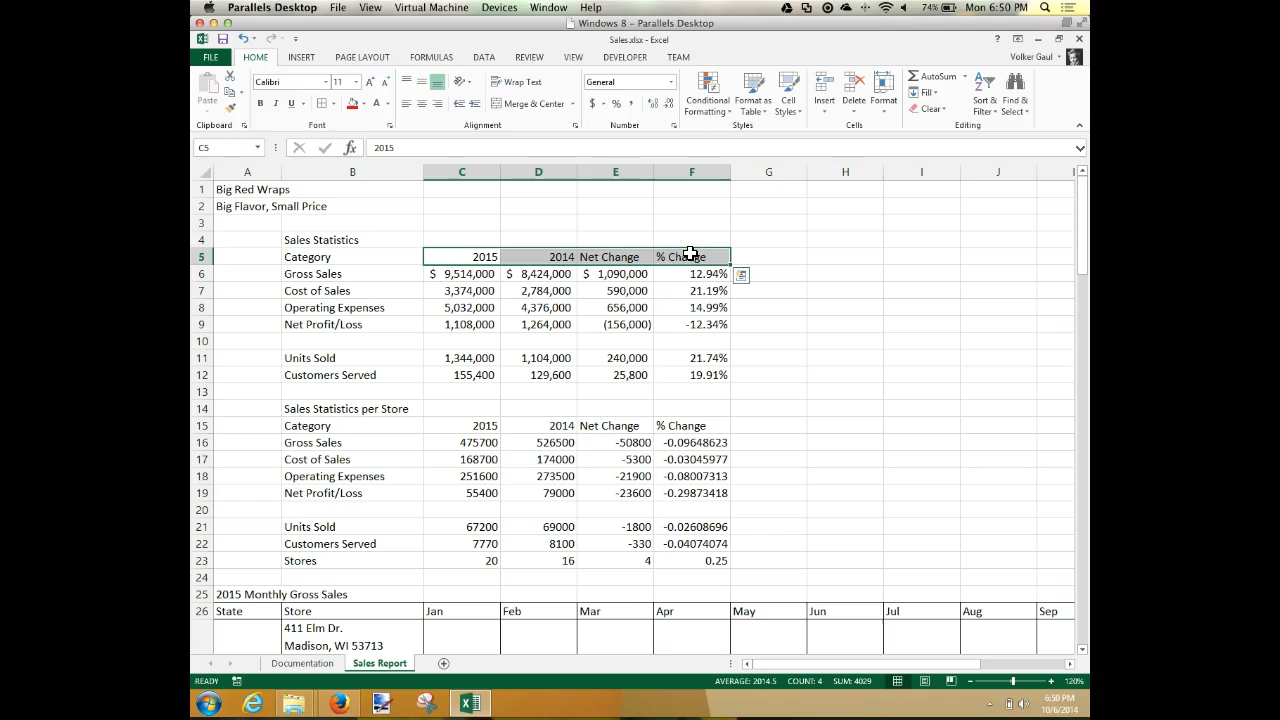 Parallels Desktop File View Virtual Machine Devices Window Help 74% Mon 6:50 PM
Windows 8 - Parallels Desktop
Sales.xlsx - Excel
FILE HOME INSERT PAGE LAYOUT FORMULAS DATA REVIEW VIEW DEVELOPER TEAM Volker Gaul
Calibri 11 Wrap Text General AutoSum
Paste B I U Merge & Center $ % , Conditional Formatting Format as Table Cell Styles Insert Delete Format Fill Clear Sort & Filter Find & Select
Clipboard Font Alignment Number Styles Cells Editing
C5 fx 2015
A B C D E F G H I J I
1 Big Red Wraps
2 Big Flavor, Small Price
3
4 Sales Statistics
5 Category 2015 2014 Net Change % Change
6 Gross Sales $ 9,514,000 $ 8,424,000 $ 1,090,000 12.94%
7 Cost of Sales 3,374,000 2,784,000 590,000 21.19%
8 Operating Expenses 5,032,000 4,376,000 656,000 14.99%
9 Net Profit/Loss 1,108,000 1,264,000 (156,000) -12.34%
10
11 Units Sold 1,344,000 1,104,000 240,000 21.74%
12 Customers Served 155,400 129,600 25,800 19.91%
13
14 Sales Statistics per Store
15 Category 2015 2014 Net Change % Change
16 Gross Sales 475700 526500 -50800 -0.09648623
17 Cost of Sales 168700 174000 -5300 -0.03045977
18 Operating Expenses 251600 273500 -21900 -0.08007313
19 Net Profit/Loss 55400 79000 -23600 -0.29873418
20
21 Units Sold 67200 69000 -1800 -0.02608696
22 Customers Served 7770 8100 -330 -0.04074074
23 Stores 20 16 4 0.25
24
25 2015 Monthly Gross Sales
26 State Store Jan Feb Mar Apr May Jun Jul Aug Sep
411 Elm Dr.
Madison, WI 53713
Documentation Sales Report
READY AVERAGE: 2014.5 COUNT: 4 SUM: 4029 120%
6:50 PM
10/6/2014